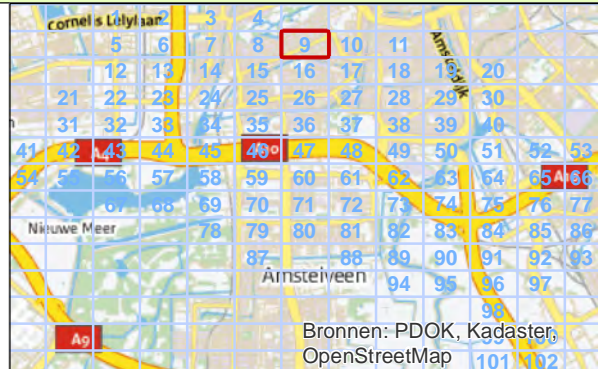 Cornelis Lelylaan
1 2 3 4
5 6 7 8 9 10 11
Amsteldijk
12 13 14 15 16 17 18 19 20
21 22 23 24 25 26 27 28 29 30
31 32 33 34 35 36 37 38 39 40
41 42 43 44 45 46 47 48 49 50 51 52 53
A4
54 55 56 57 58 59 60 61 62 63 64 65 66
67 68 69 70 71 72 73 74 75 76 77
Nieuwe Meer
78 79 80 81 82 83 84 85 86
87 88 89 90 91 92 93
Amstelveen
94 95 96 97
98
A9
Bronnen: PDOK, Kadaster,
OpenStreetMap
101 102